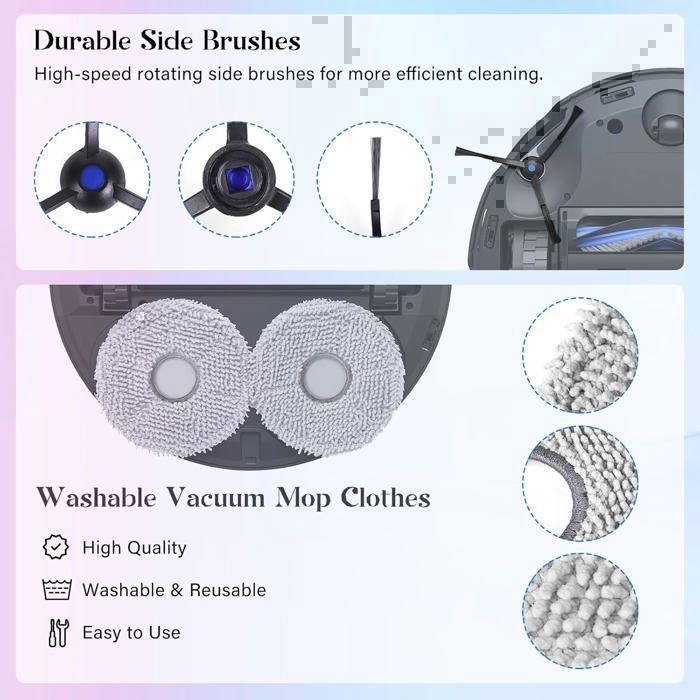 Durable Side Brushes
High-speed rotating side brushes for more efficient cleaning.
Washable Vacuum Mop Clothes
High Quality
Washable & Reusable
Easy to Use